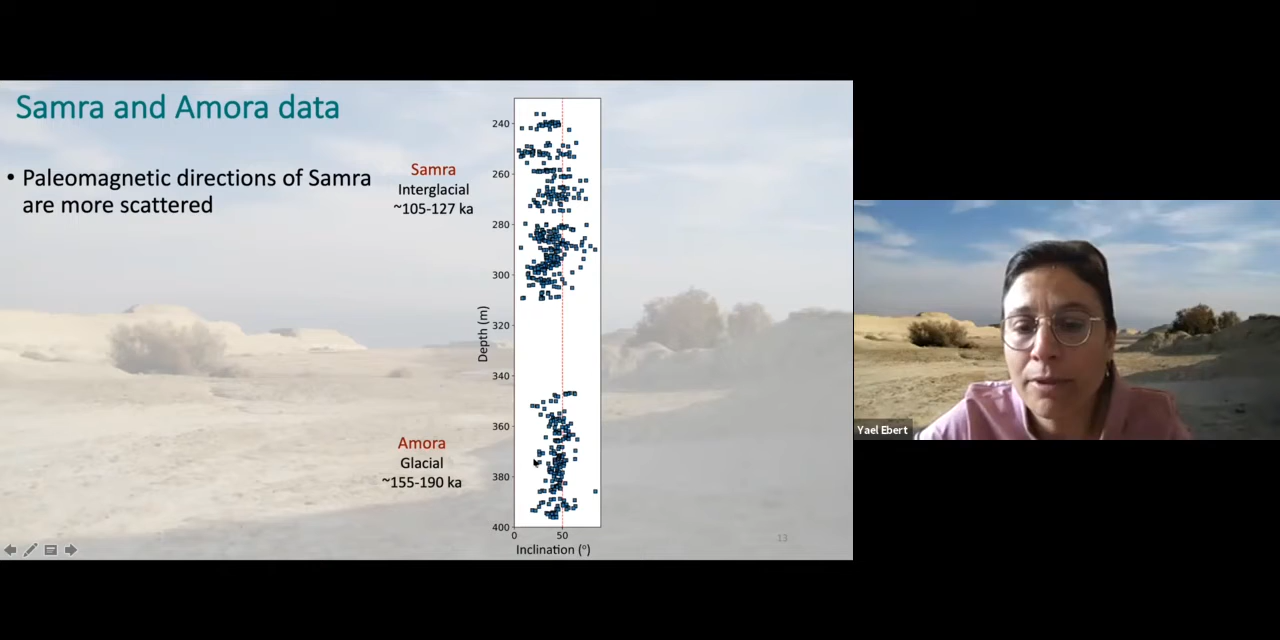 Samra and Amora data
• Paleomagnetic directions of Samra
are more scattered
Samra
Interglacial
~105-127 ka
Amora
Glacial
~155-190 ka
Depth (m)
240
260
280
300
320
340
360
380
400
0 50
Inclination (°)
13
Yael Ebert